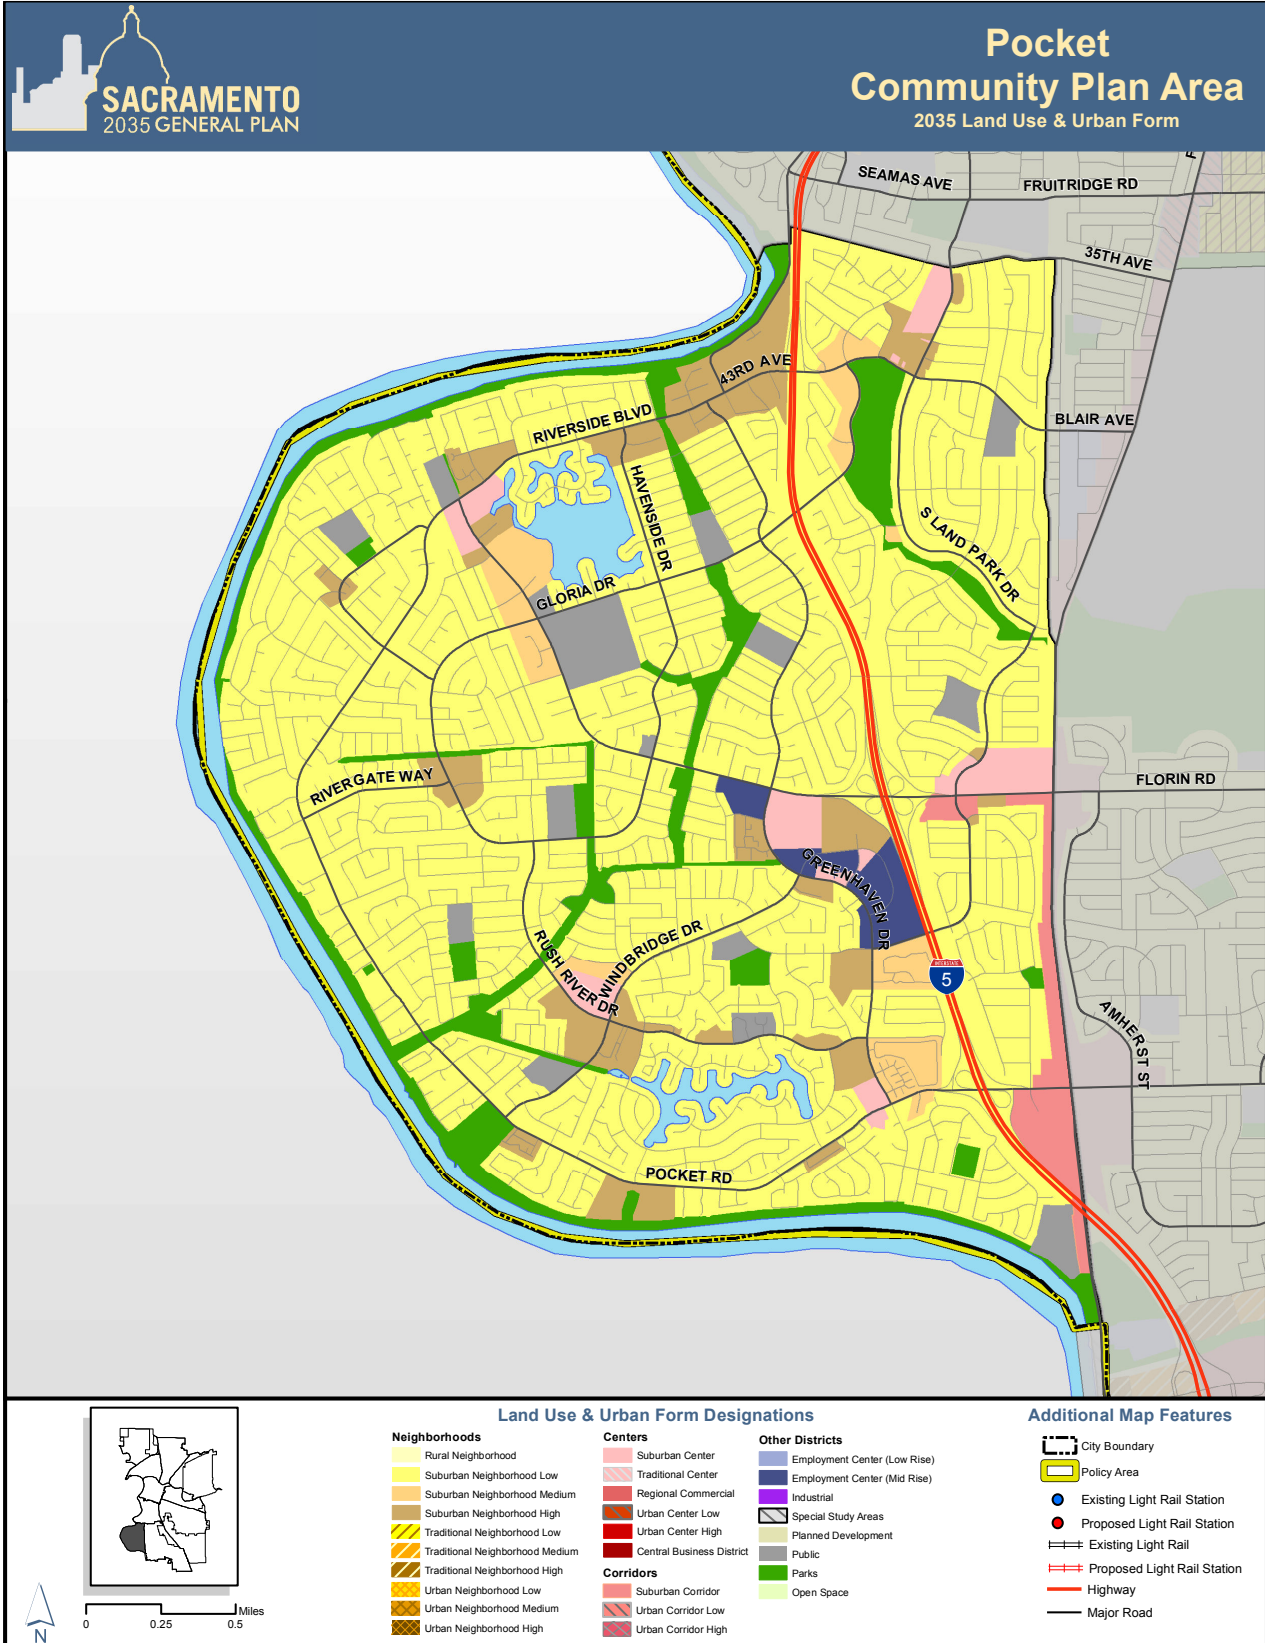 SACRAMENTO
2035 GENERAL PLAN
Pocket
Community Plan Area
2035 Land Use & Urban Form
SEAMAS AVE
FRUITRIDGE RD
F
35TH AVE
43RD AVE
BLAIR AVE
RIVERSIDE BLVD
HAVENSIDE DR
S LAND PARK DR
GLORIA DR
RIVERGATE WAY
FLORIN RD
GREENHAVEN DR
RUSH RIVER DR
WINDBRIDGE DR
INTERSTATE
5
AMHERST ST
POCKET RD
N
0
0.25
0.5
Miles
Land Use & Urban Form Designations
Neighborhoods
Rural Neighborhood
Suburban Neighborhood Low
Suburban Neighborhood Medium
Suburban Neighborhood High
Traditional Neighborhood Low
Traditional Neighborhood Medium
Traditional Neighborhood High
Urban Neighborhood Low
Urban Neighborhood Medium
Urban Neighborhood High
Centers
Suburban Center
Traditional Center
Regional Commercial
Urban Center Low
Urban Center High
Central Business District
Corridors
Suburban Corridor
Urban Corridor Low
Urban Corridor High
Other Districts
Employment Center (Low Rise)
Employment Center (Mid Rise)
Industrial
Special Study Areas
Planned Development
Public
Parks
Open Space
Additional Map Features
City Boundary
Policy Area
Existing Light Rail Station
Proposed Light Rail Station
Existing Light Rail
Proposed Light Rail Station
Highway
Major Road